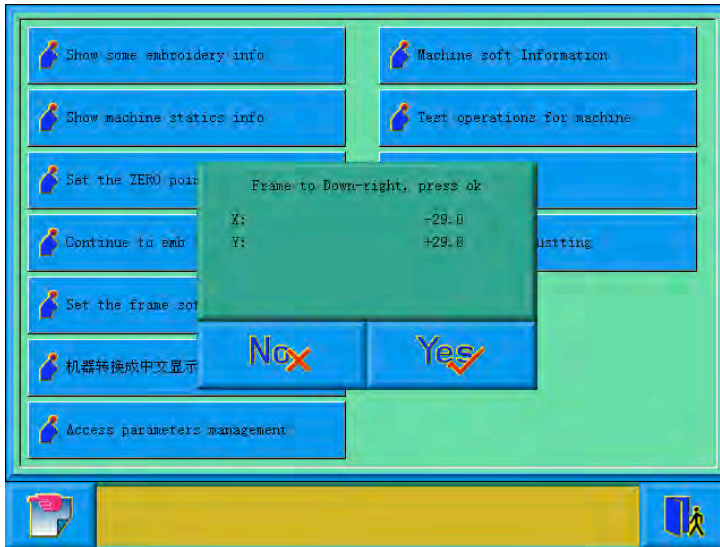 Show some embroidery info
Machine soft Information
Show machine statics info
Test operations for machine
Set the ZERO poin
Frame to Down-right, press ok
X: -29.0
Y: +29.8
Continue to emb
ustting
Set the frame sof
No
Yes
机器转换成中文显示
Access parameters management